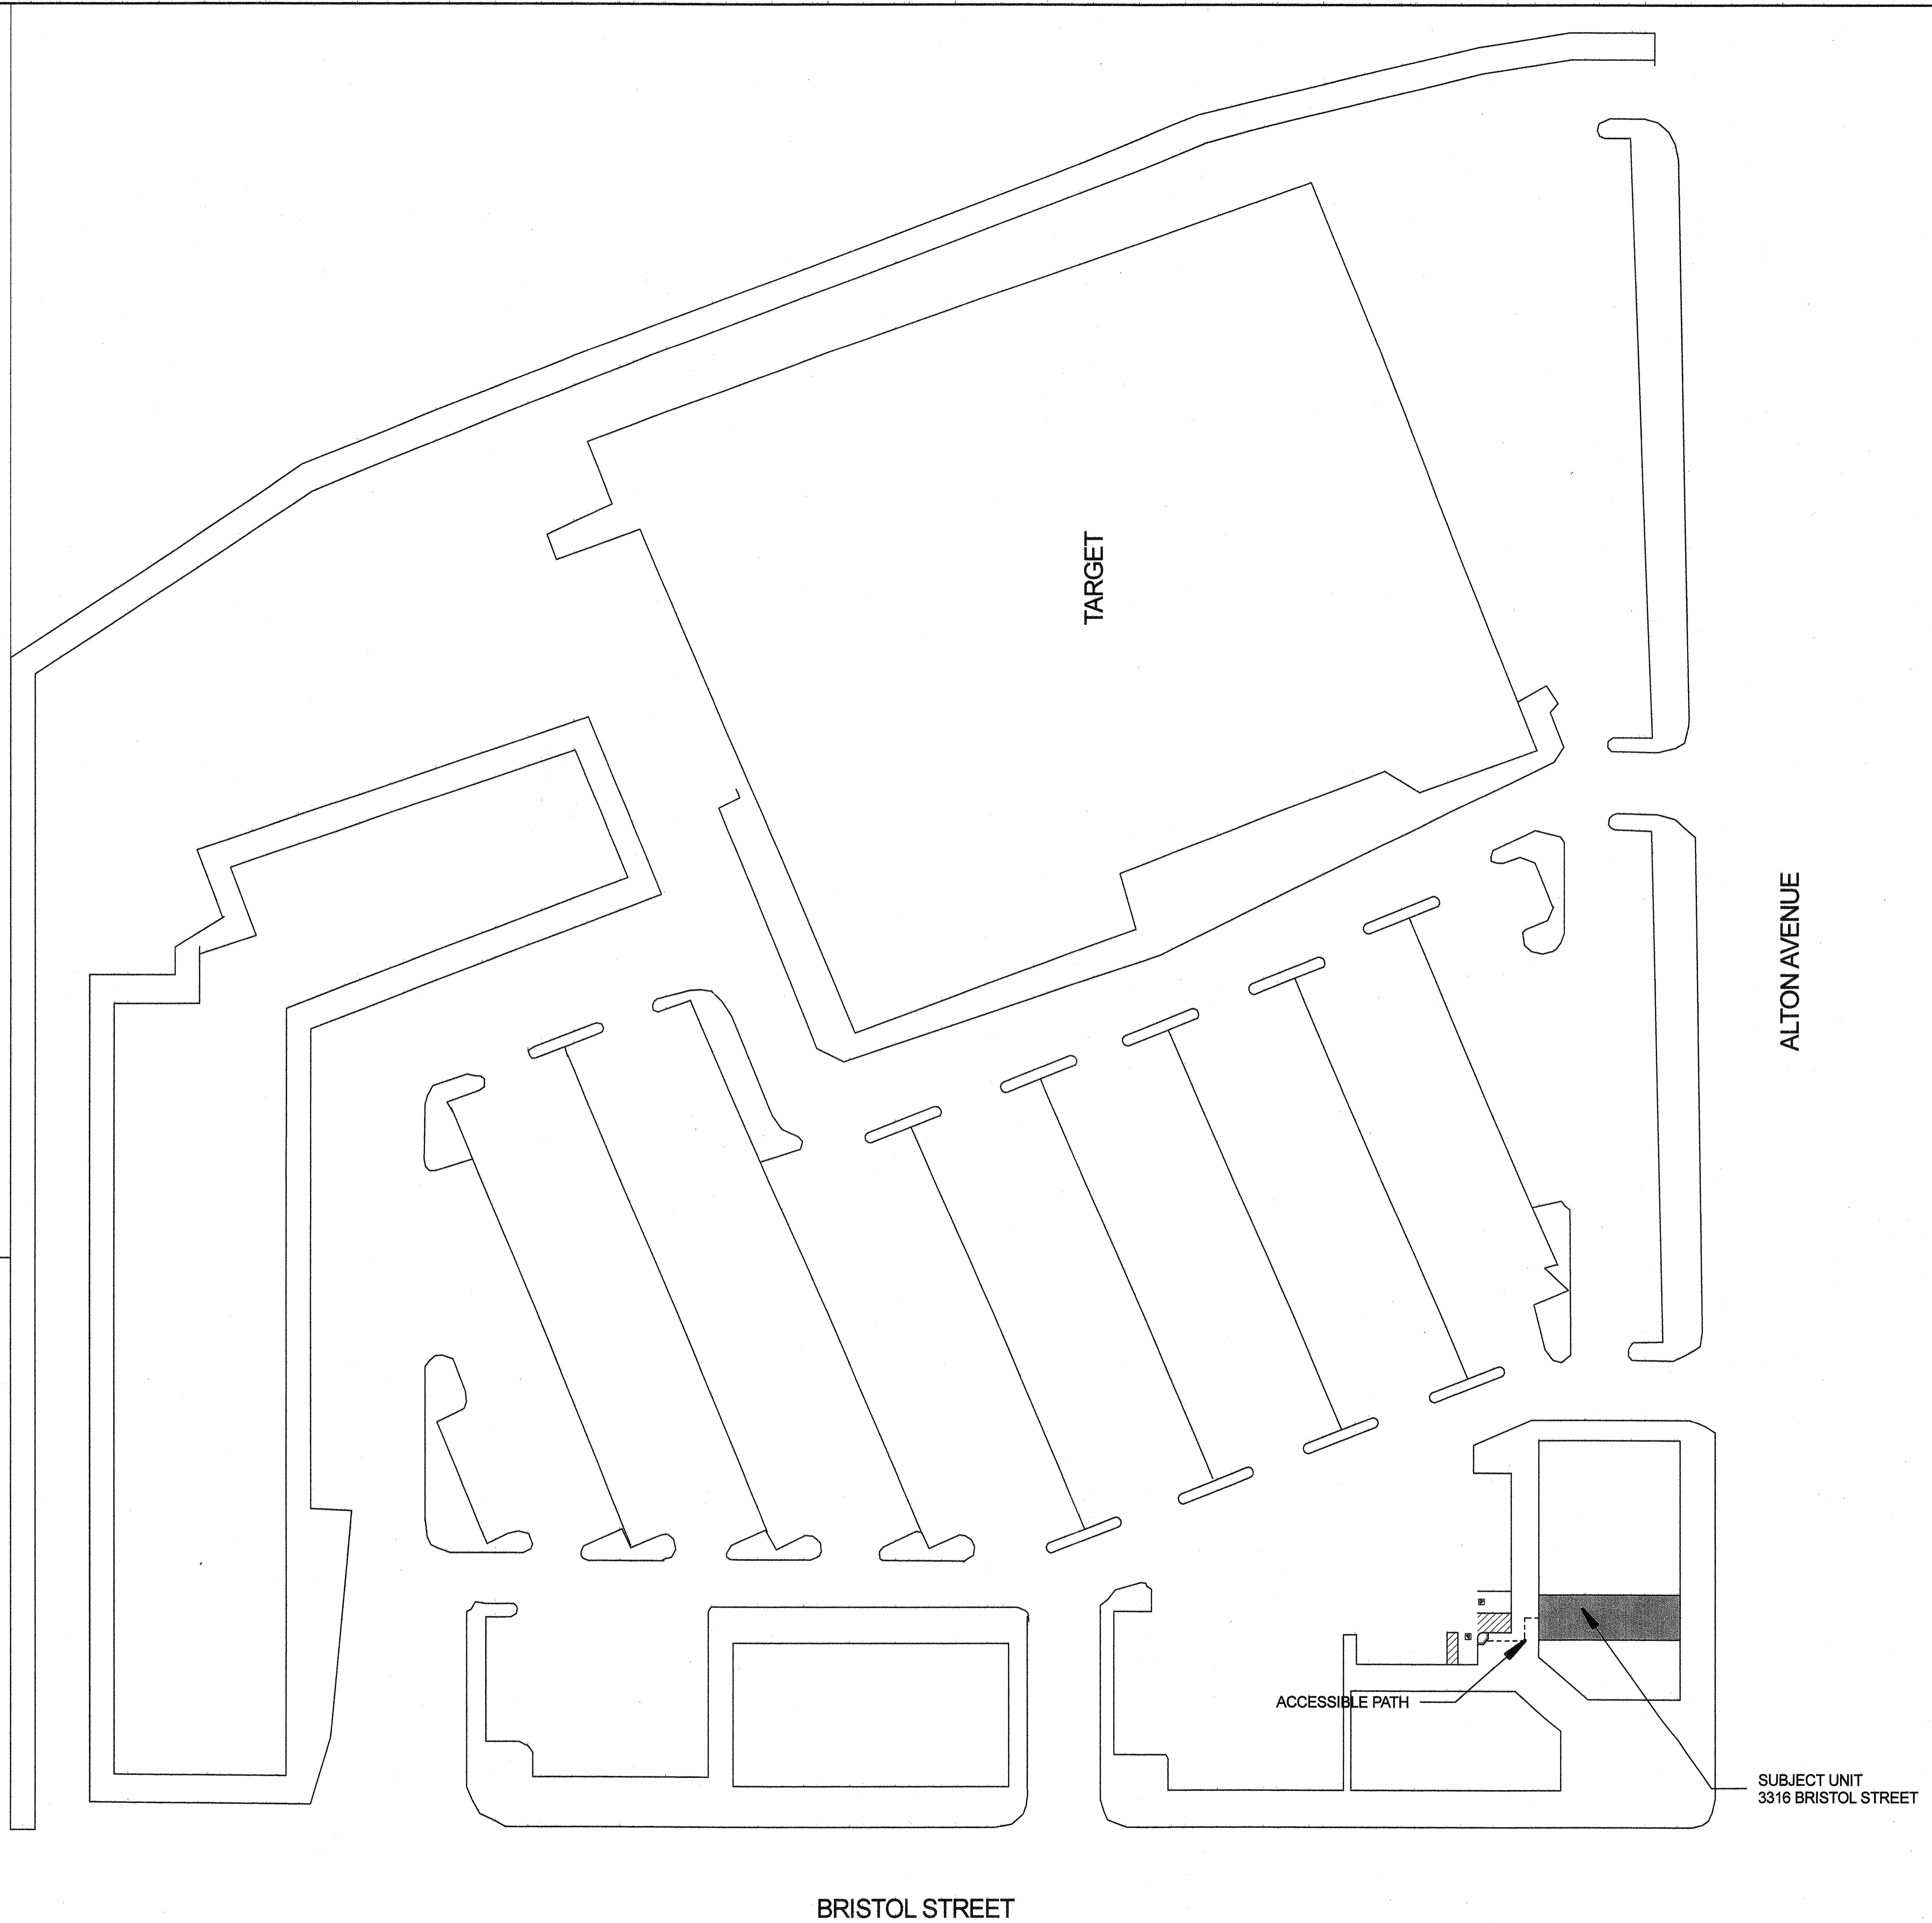 TARGET
ALTON AVENUE
ACCESSIBLE PATH
SUBJECT UNIT
3316 BRISTOL STREET
BRISTOL STREET